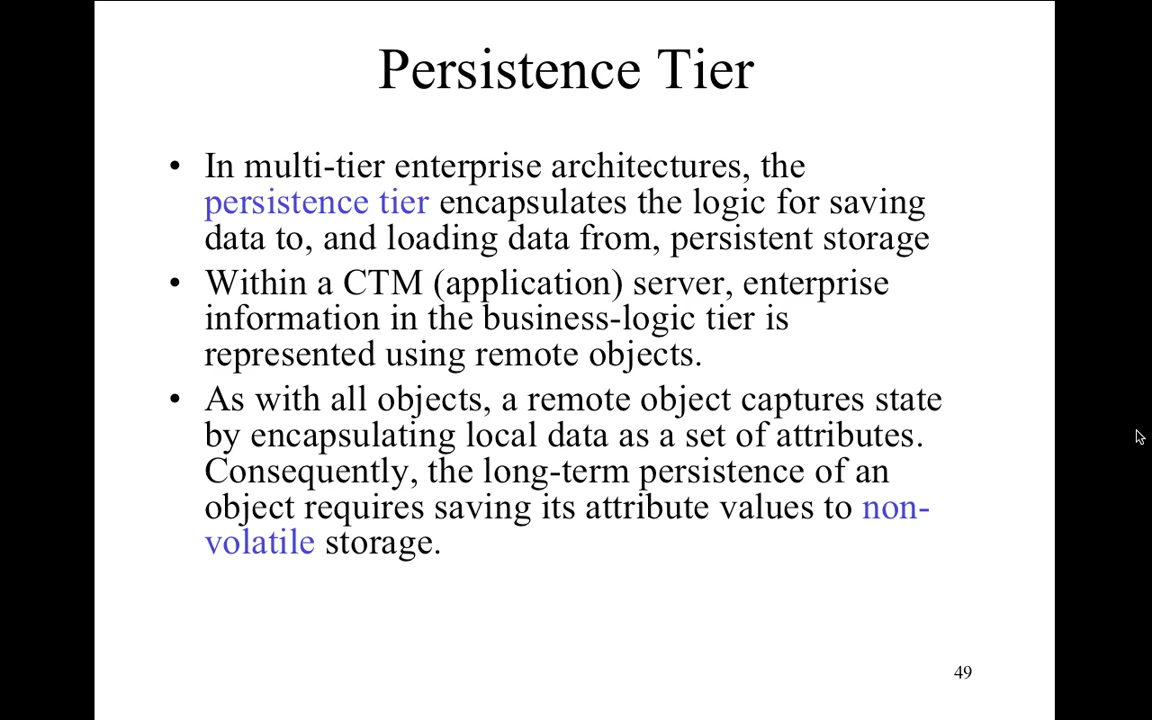 Persistence Tier
• In multi-tier enterprise architectures, the
persistence tier encapsulates the logic for saving
data to, and loading data from, persistent storage
• Within a CTM (application) server, enterprise
information in the business-logic tier is
represented using remote objects.
• As with all objects, a remote object captures state
by encapsulating local data as a set of attributes.
Consequently, the long-term persistence of an
object requires saving its attribute values to non-
volatile storage.
49